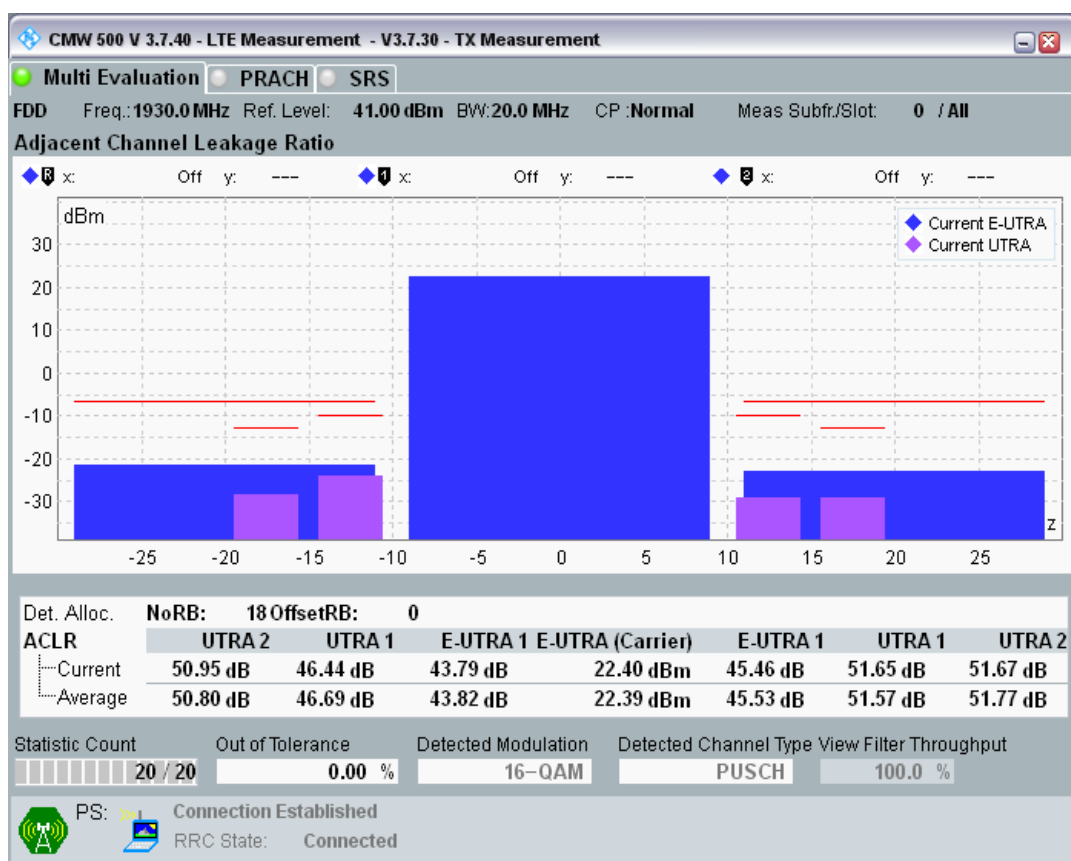 CMW 500 V 3.7.40 - LTE Measurement - V3.7.30 - TX Measurement
Multi Evaluation PRACH SRS
FDD Freq.: 1930.0 MHz Ref. Level: 41.00 dBm BW: 20.0 MHz CP : Normal Meas Subfr./Slot: 0 / All
Adjacent Channel Leakage Ratio
R x: Off y: --- 1 x: Off y: --- 2 x: Off y: ---
dBm
Current E-UTRA
Current UTRA
30
20
10
0
-10
-20
-30
z
-25 -20 -15 -10 -5 0 5 10 15 20 25
Det. Alloc. NoRB: 18 OffsetRB: 0
ACLR UTRA 2 UTRA 1 E-UTRA 1 E-UTRA (Carrier) E-UTRA 1 UTRA 1 UTRA 2
Current 50.95 dB 46.44 dB 43.79 dB 22.40 dBm 45.46 dB 51.65 dB 51.67 dB
Average 50.80 dB 46.69 dB 43.82 dB 22.39 dBm 45.53 dB 51.57 dB 51.77 dB
Statistic Count Out of Tolerance Detected Modulation Detected Channel Type View Filter Throughput
20 / 20 0.00 % 16-QAM PUSCH 100.0 %
PS: Connection Established
RRC State: Connected